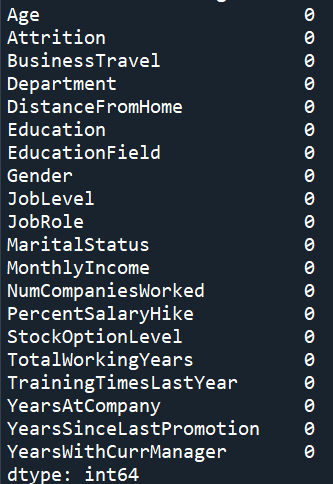 Age 0
Attrition 0
BusinessTravel 0
Department 0
DistanceFromHome 0
Education 0
EducationField 0
Gender 0
JobLevel 0
JobRole 0
MaritalStatus 0
MonthlyIncome 0
NumCompaniesWorked 0
PercentSalaryHike 0
StockOptionLevel 0
TotalWorkingYears 0
TrainingTimesLastYear 0
YearsAtCompany 0
YearsSinceLastPromotion 0
YearsWithCurrManager 0
dtype: int64